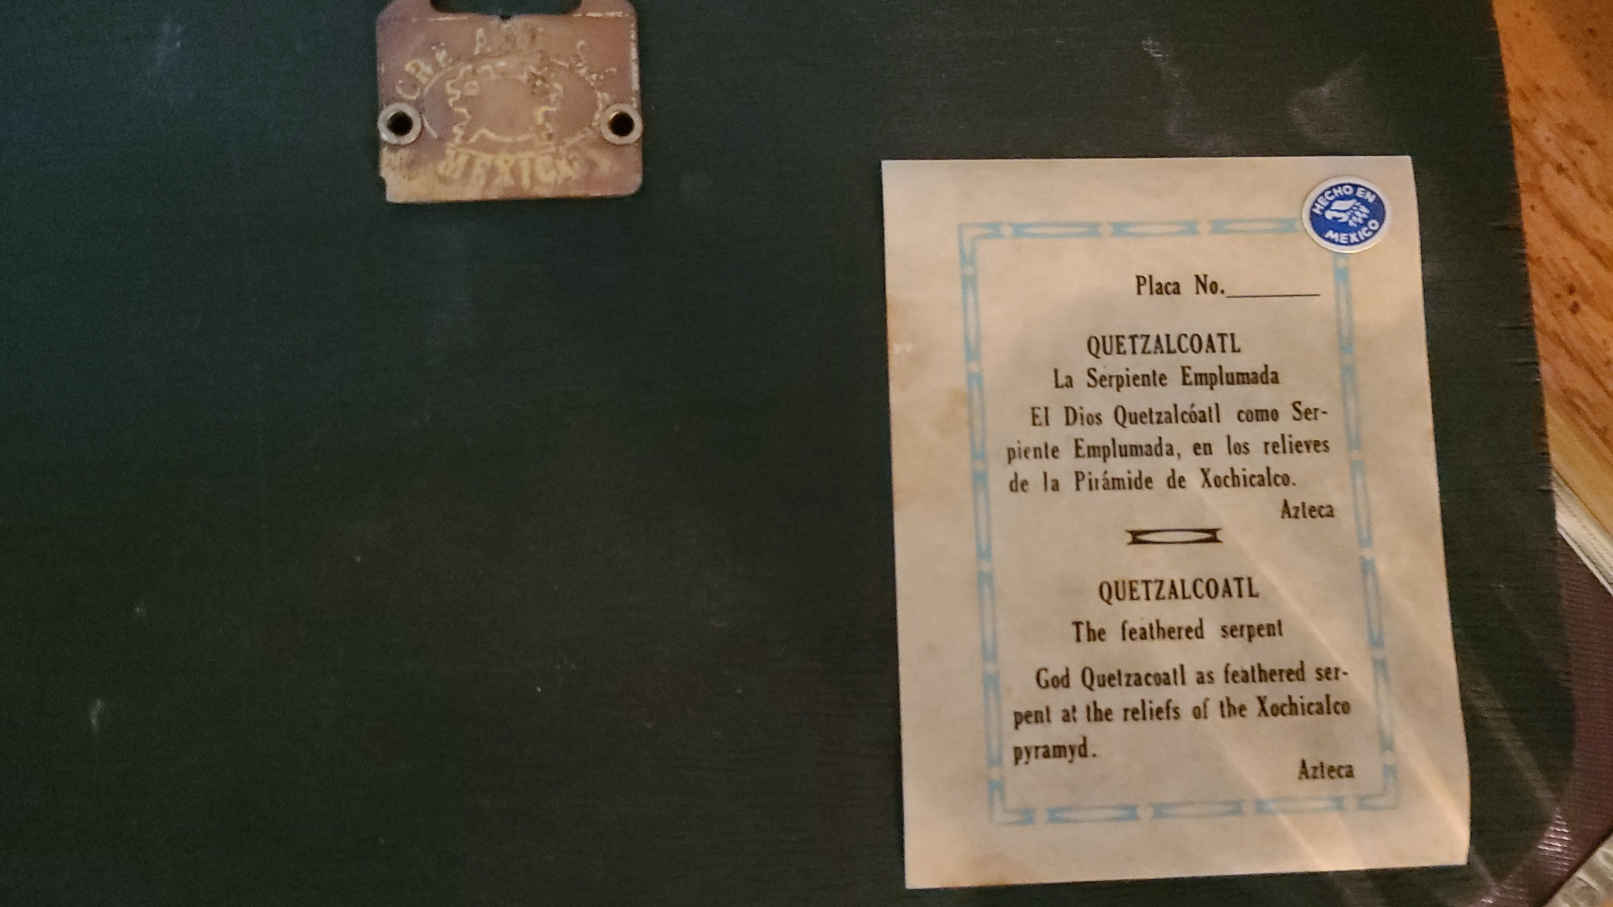 MEXICO
HECHO EN
MEXICO
Placa No.________
QUETZALCOATL
La Serpiente Emplumada
El Dios Quetzalcóatl como Ser-
piente Emplumada, en los relieves
de la Pirámide de Xochicalco.
Azteca
QUETZALCOATL
The feathered serpent
God Quetzacoatl as feathered ser-
pent at the reliefs of the Xochicalco
pyramyd.
Azteca